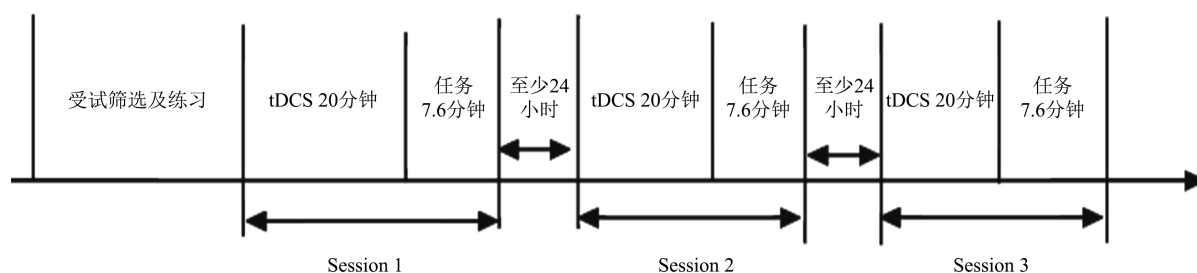 受试筛选及练习
tDCS 20分钟
任务
7.6分钟
至少24
小时
tDCS 20分钟
任务
7.6分钟
至少24
小时
tDCS 20分钟
任务
7.6分钟
Session 1
Session 2
Session 3